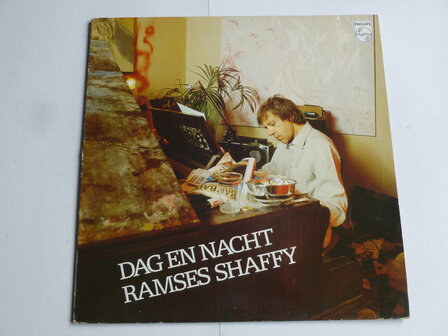 PHILIPS
DAG EN NACHT
RAMSES SHAFFY